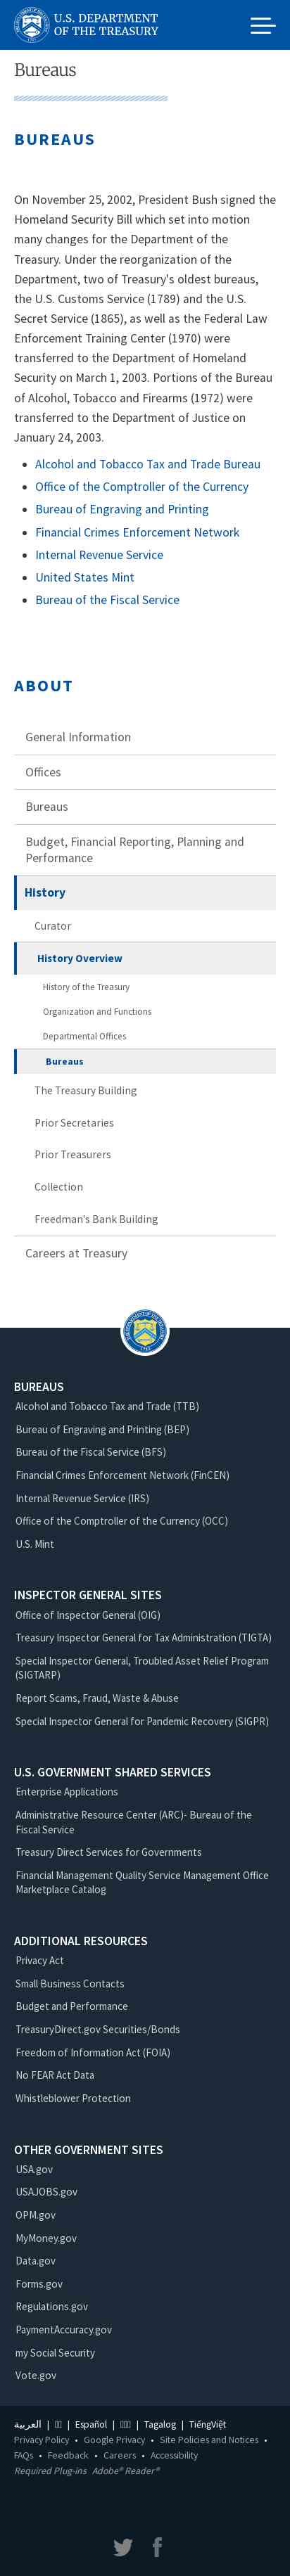 U.S. DEPARTMENT
OF THE TREASURY
Bureaus
BUREAUS
On November 25, 2002, President Bush signed the
Homeland Security Bill which set into motion
many changes for the Department of the
Treasury. Under the reorganization of the
Department, two of Treasury's oldest bureaus,
the U.S. Customs Service (1789) and the U.S.
Secret Service (1865), as well as the Federal Law
Enforcement Training Center (1970) were
transferred to the Department of Homeland
Security on March 1, 2003. Portions of the Bureau
of Alcohol, Tobacco and Firearms (1972) were
transferred to the Department of Justice on
January 24, 2003.
• Alcohol and Tobacco Tax and Trade Bureau
• Office of the Comptroller of the Currency
• Bureau of Engraving and Printing
• Financial Crimes Enforcement Network
• Internal Revenue Service
• United States Mint
• Bureau of the Fiscal Service
ABOUT
General Information
Offices
Bureaus
Budget, Financial Reporting, Planning and
Performance
History
Curator
History Overview
History of the Treasury
Organization and Functions
Departmental Offices
Bureaus
The Treasury Building
Prior Secretaries
Prior Treasurers
Collection
Freedman's Bank Building
Careers at Treasury
BUREAUS
Alcohol and Tobacco Tax and Trade (TTB)
Bureau of Engraving and Printing (BEP)
Bureau of the Fiscal Service (BFS)
Financial Crimes Enforcement Network (FinCEN)
Internal Revenue Service (IRS)
Office of the Comptroller of the Currency (OCC)
U.S. Mint
INSPECTOR GENERAL SITES
Office of Inspector General (OIG)
Treasury Inspector General for Tax Administration (TIGTA)
Special Inspector General, Troubled Asset Relief Program
(SIGTARP)
Report Scams, Fraud, Waste & Abuse
Special Inspector General for Pandemic Recovery (SIGPR)
U.S. GOVERNMENT SHARED SERVICES
Enterprise Applications
Administrative Resource Center (ARC)- Bureau of the
Fiscal Service
Treasury Direct Services for Governments
Financial Management Quality Service Management Office
Marketplace Catalog
ADDITIONAL RESOURCES
Privacy Act
Small Business Contacts
Budget and Performance
TreasuryDirect.gov Securities/Bonds
Freedom of Information Act (FOIA)
No FEAR Act Data
Whistleblower Protection
OTHER GOVERNMENT SITES
USA.gov
USAJOBS.gov
OPM.gov
MyMoney.gov
Data.gov
Forms.gov
Regulations.gov
PaymentAccuracy.gov
my Social Security
Vote.gov
العربية | | Español | | Tagalog | TiếngViệt
Privacy Policy • Google Privacy • Site Policies and Notices •
FAQs • Feedback • Careers • Accessibility
Required Plug-ins Adobe® Reader®